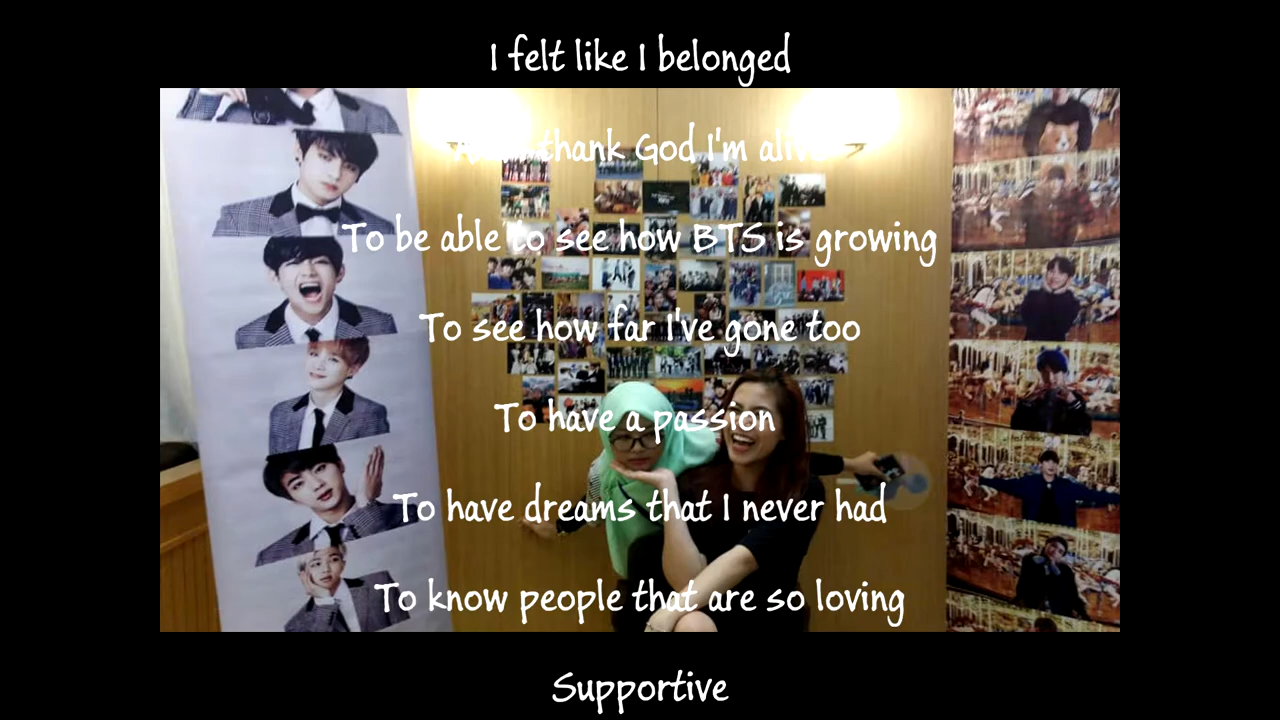 I felt like I belonged
And I thank God I'm alive
To be able to see how BTS is growing
To see how far I've gone too
To have a passion
To have dreams that I never had
To know people that are so loving
Supportive